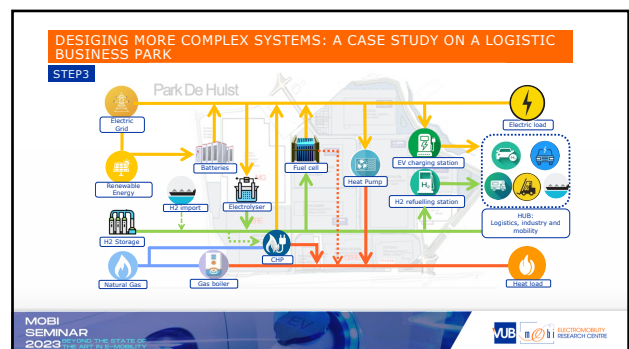 DESIGING MORE COMPLEX SYSTEMS: A CASE STUDY ON A LOGISTIC
BUSINESS PARK
STEP3
Park De Hulst
Electric
Grid
Electric load
Batteries
Fuel cell
Heat Pump
EV charging station
Renewable
Energy
H2 import
Electrolyser
H₂
H2 refuelling station
HUB:
Logistics, industry and
mobility
H2 Storage
CHP
Natural Gas
Gas boiler
Heat load
MOBI
SEMINAR
2023
BEYOND THE STATE OF
THE ART IN E-MOBILITY
EV
VUB
mobi
ELECTROMOBILITY
RESEARCH CENTRE